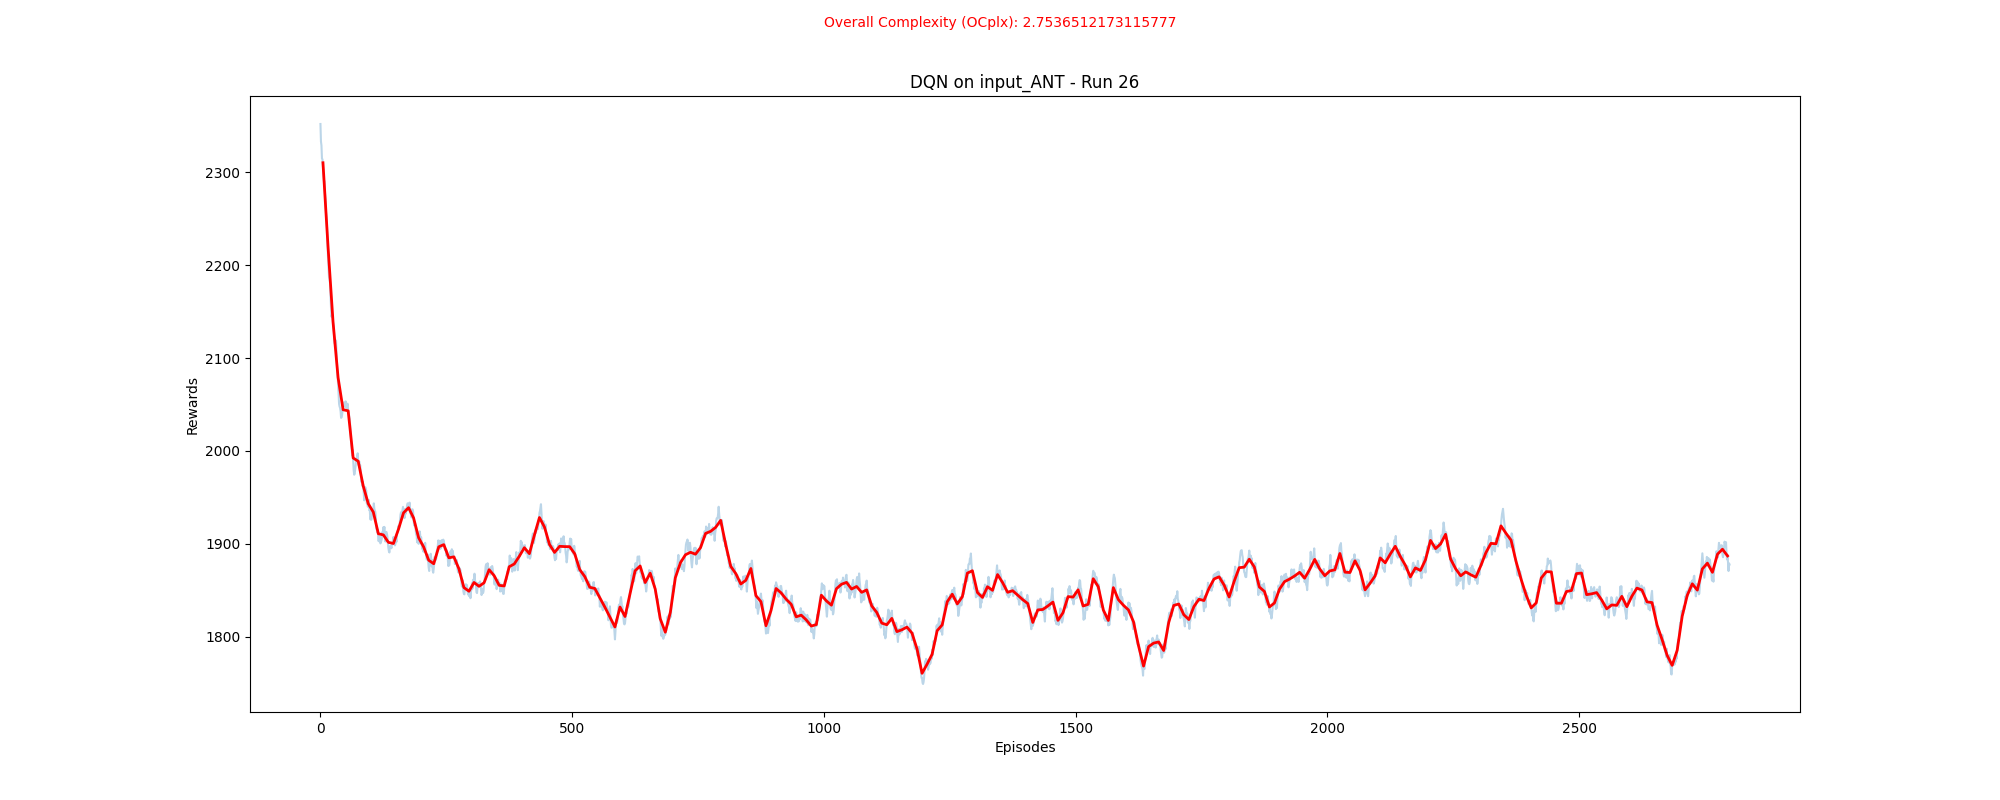 Overall Complexity (OCplx): 2.7536512173115777
DQN on input_ANT - Run 26
2300
2200
2100
2000
1900
1800
Rewards
0 500 1000 1500 2000 2500
Episodes